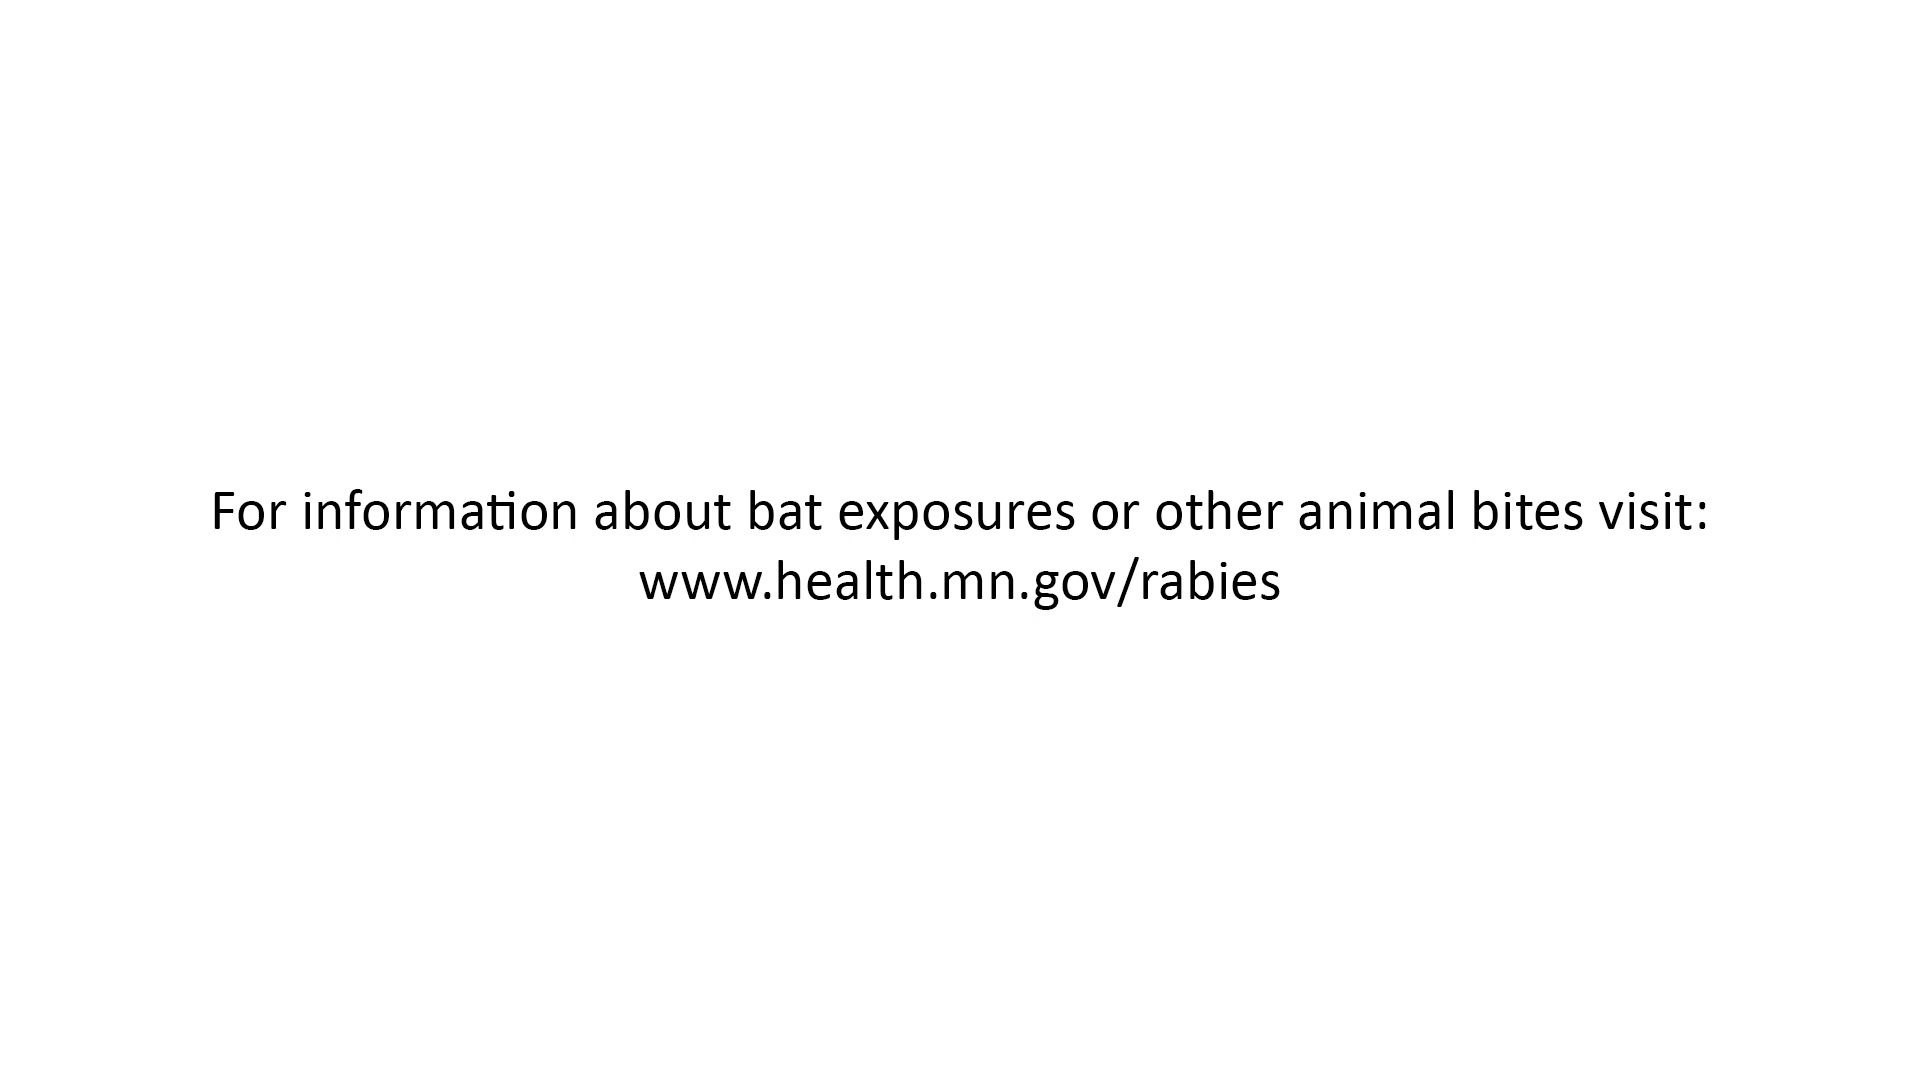 For information about bat exposures or other animal bites visit:
www.health.mn.gov/rabies